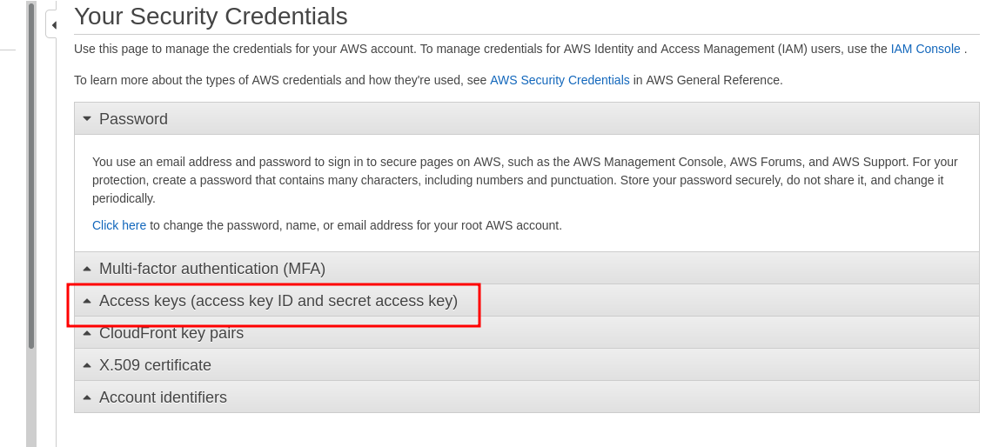 Your Security Credentials
Use this page to manage the credentials for your AWS account. To manage credentials for AWS Identity and Access Management (IAM) users, use the IAM Console .
To learn more about the types of AWS credentials and how they're used, see AWS Security Credentials in AWS General Reference.
Password
You use an email address and password to sign in to secure pages on AWS, such as the AWS Management Console, AWS Forums, and AWS Support. For your
protection, create a password that contains many characters, including numbers and punctuation. Store your password securely, do not share it, and change it
periodically.
Click here to change the password, name, or email address for your root AWS account.
Multi-factor authentication (MFA)
Access keys (access key ID and secret access key)
CloudFront key pairs
X.509 certificate
Account identifiers